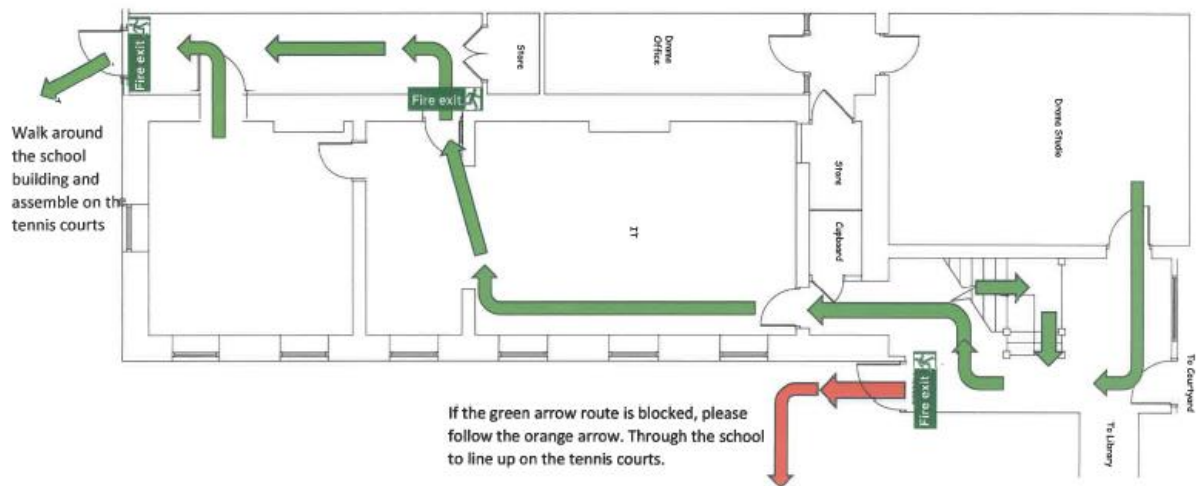 Fire exit
Store
Drama
Office
Fire exit
Walk around
the school
building and
assemble on the
tennis courts
Drama Studio
Store
IT
Cupboard
Fire exit
To Courtyard
To Library
If the green arrow route is blocked, please
follow the orange arrow. Through the school
to line up on the tennis courts.